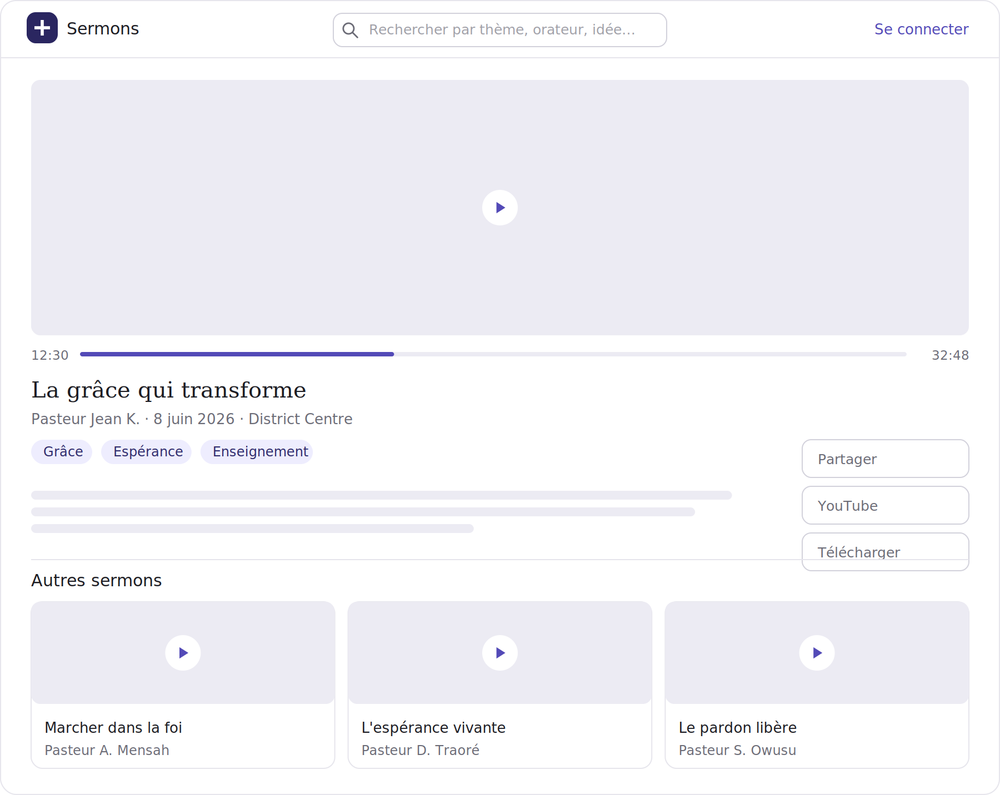 Sermons
Rechercher par thème, orateur, idée...
Se connecter
12:30
32:48
La grâce qui transforme
Pasteur Jean K. · 8 juin 2026 · District Centre
Grâce
Espérance
Enseignement
Partager
YouTube
Télécharger
Autres sermons
Marcher dans la foi
Pasteur A. Mensah
L'espérance vivante
Pasteur D. Traoré
Le pardon libère
Pasteur S. Owusu